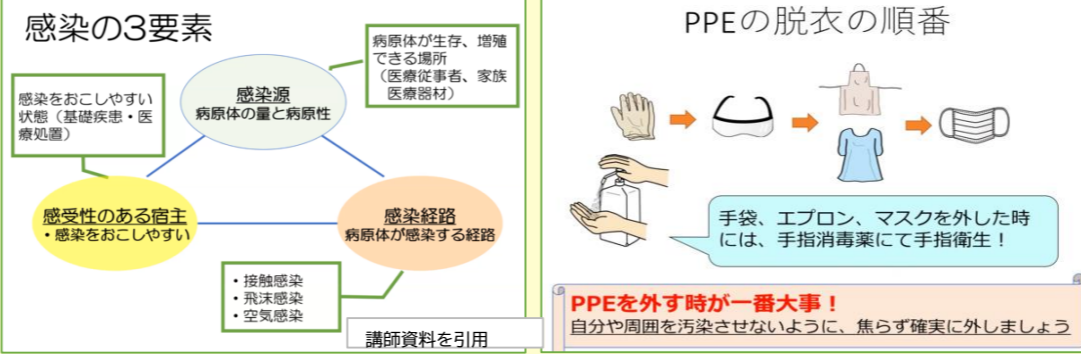 感染の3要素
病原体が生存、増殖
できる場所
（医療従事者、家族
医療器材）
感染をおこしやすい
状態（基礎疾患・医
療処置）
感染源
病原体の量と病原性
感受性のある宿主
・感染をおこしやすい
感染経路
病原体が感染する経路
・接触感染
・飛沫感染
・空気感染
講師資料を引用
PPEの脱衣の順番
手袋、エプロン、マスクを外した時
には、手指消毒薬にて手指衛生！
PPEを外す時が一番大事！
自分や周囲を汚染させないように、焦らず確実に外しましょう